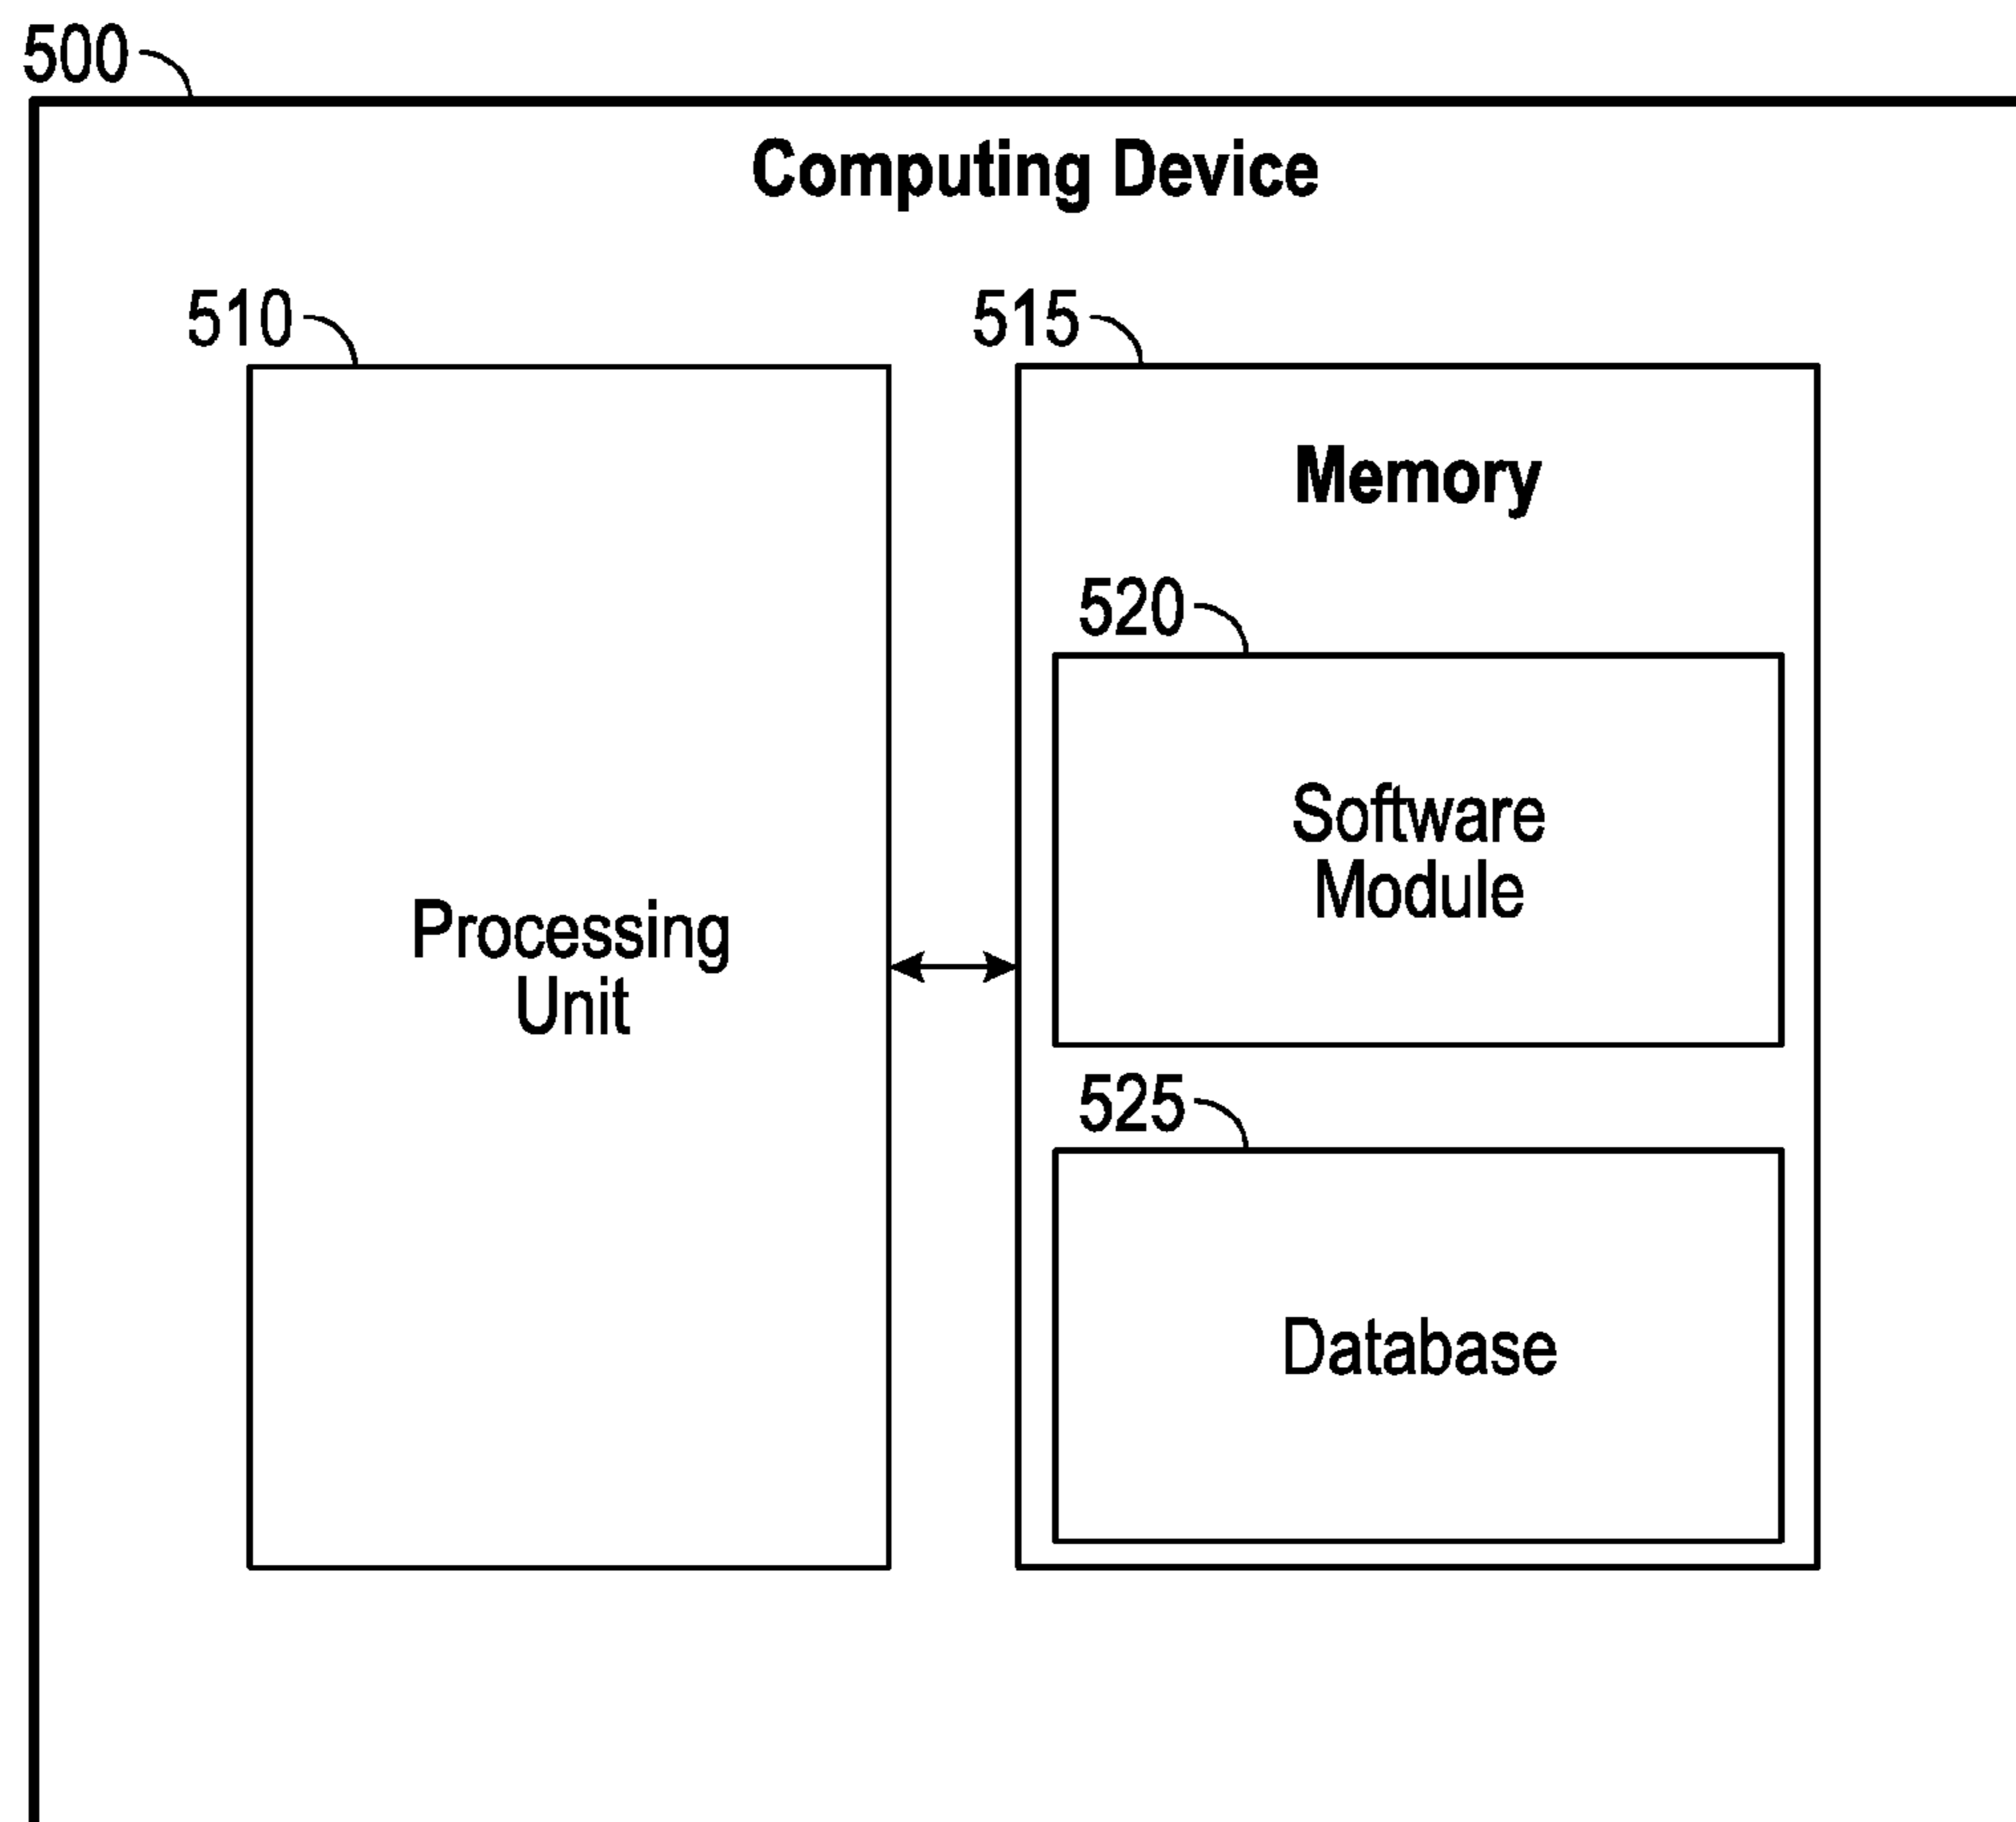 500
Computing Device
510
515
Memory
520
Software
Module
Processing
Unit
525
Database